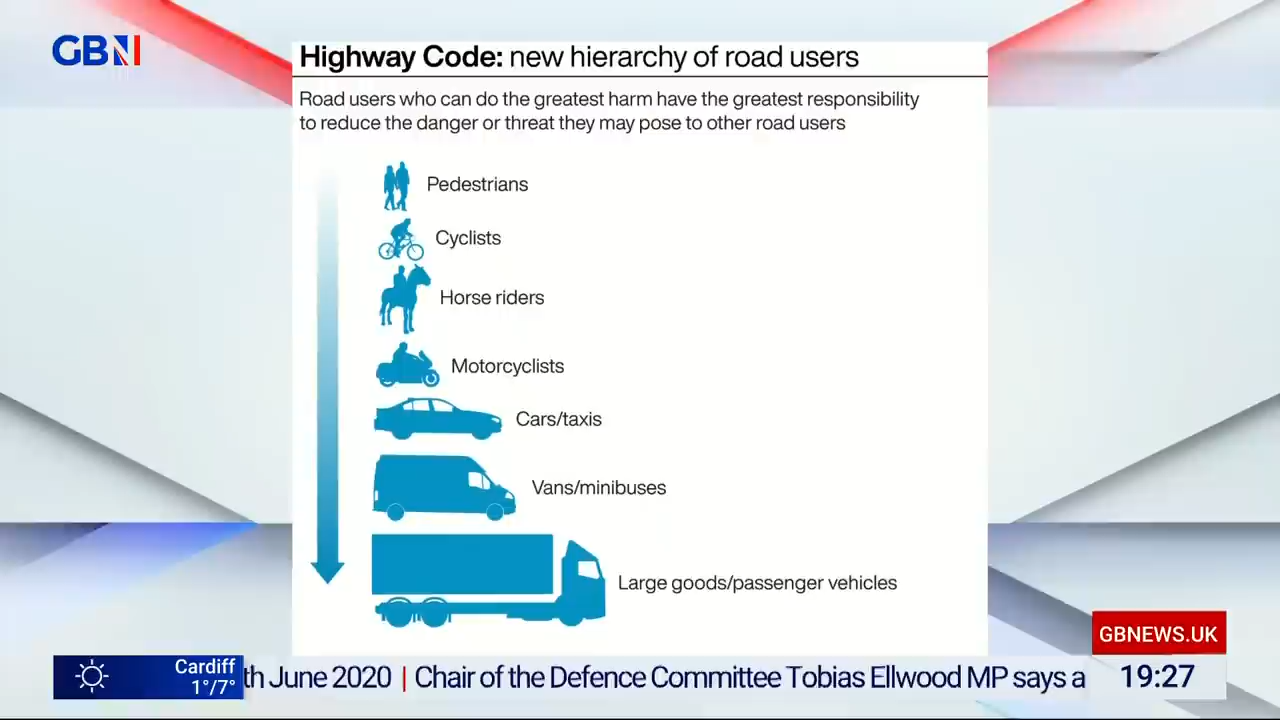 GBN
Highway Code: new hierarchy of road users
Road users who can do the greatest harm have the greatest responsibility
to reduce the danger or threat they may pose to other road users
Pedestrians
Cyclists
Horse riders
Motorcyclists
Cars/taxis
Vans/minibuses
Large goods/passenger vehicles
GBNEWS.UK
Cardiff
1°/7°
th June 2020 | Chair of the Defence Committee Tobias Ellwood MP says a
19:27